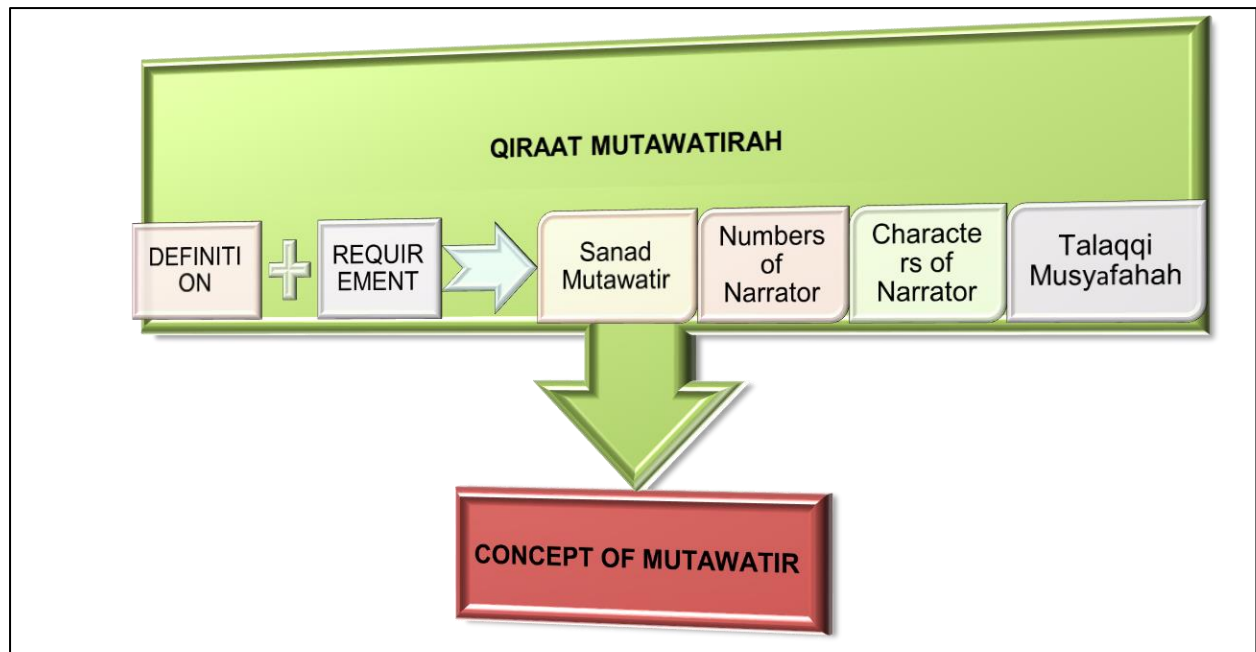 QIRAAT MUTAWATIRAH
DEFINITI
ON
REQUIR
EMENT
Sanad
Mutawatir
Numbers
of
Narrator
Characte
rs of
Narrator
Talaqqi
Musyafahah
CONCEPT OF MUTAWATIR